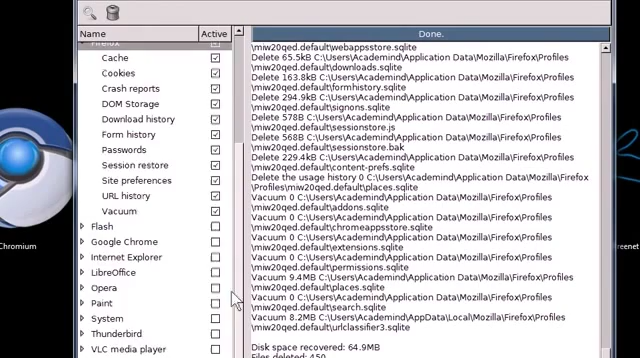 Name Active
Firefox
Cache
Cookies
Crash reports
DOM Storage
Download history
Form history
Passwords
Session restore
Site preferences
URL history
Vacuum
Flash
Google Chrome
Internet Explorer
LibreOffice
Opera
Paint
System
Thunderbird
VLC media player
Done.
\miw20qed.default\webappsstore.sqlite
Delete 65.5kB C:\Users\Academind\Application Data\Mozilla\Firefox\Profiles
\miw20qed.default\downloads.sqlite
Delete 163.8kB C:\Users\Academind\Application Data\Mozilla\Firefox\Profiles
\miw20qed.default\formhistory.sqlite
Delete 294.9kB C:\Users\Academind\Application Data\Mozilla\Firefox\Profiles
\miw20qed.default\signons.sqlite
Delete 578B C:\Users\Academind\Application Data\Mozilla\Firefox\Profiles
\miw20qed.default\sessionstore.js
Delete 568B C:\Users\Academind\Application Data\Mozilla\Firefox\Profiles
\miw20qed.default\sessionstore.bak
Delete 229.4kB C:\Users\Academind\Application Data\Mozilla\Firefox\Profiles
\miw20qed.default\content-prefs.sqlite
Delete the usage history 0 C:\Users\Academind\Application Data\Mozilla\Firefox
\Profiles\miw20qed.default\places.sqlite
Vacuum 0 C:\Users\Academind\Application Data\Mozilla\Firefox\Profiles
\miw20qed.default\addons.sqlite
Vacuum 0 C:\Users\Academind\Application Data\Mozilla\Firefox\Profiles
\miw20qed.default\chromeappsstore.sqlite
Vacuum 0 C:\Users\Academind\Application Data\Mozilla\Firefox\Profiles
\miw20qed.default\extensions.sqlite
Vacuum 0 C:\Users\Academind\Application Data\Mozilla\Firefox\Profiles
\miw20qed.default\permissions.sqlite
Vacuum 9.4MB C:\Users\Academind\Application Data\Mozilla\Firefox\Profiles
\miw20qed.default\places.sqlite
Vacuum 0 C:\Users\Academind\Application Data\Mozilla\Firefox\Profiles
\miw20qed.default\search.sqlite
Vacuum 8.2MB C:\Users\Academind\AppData\Local\Mozilla\Firefox\Profiles
\miw20qed.default\urlclassifier3.sqlite
Disk space recovered: 64.9MB
Files deleted: 450
Chromium
reenet